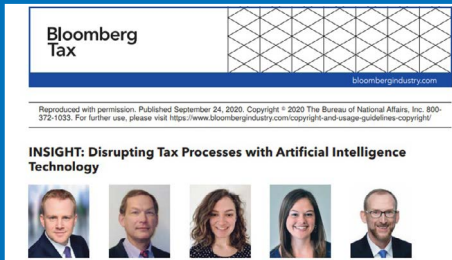 Bloomberg
Tax
bloombergindustry.com
Reproduced with permission. Published September 24, 2020. Copyright © 2020 The Bureau of National Affairs, Inc. 800-
372-1033. For further use, please visit https://www.bloombergindustry.com/copyright-and-usage-guidelines-copyright/
INSIGHT: Disrupting Tax Processes with Artificial Intelligence
Technology